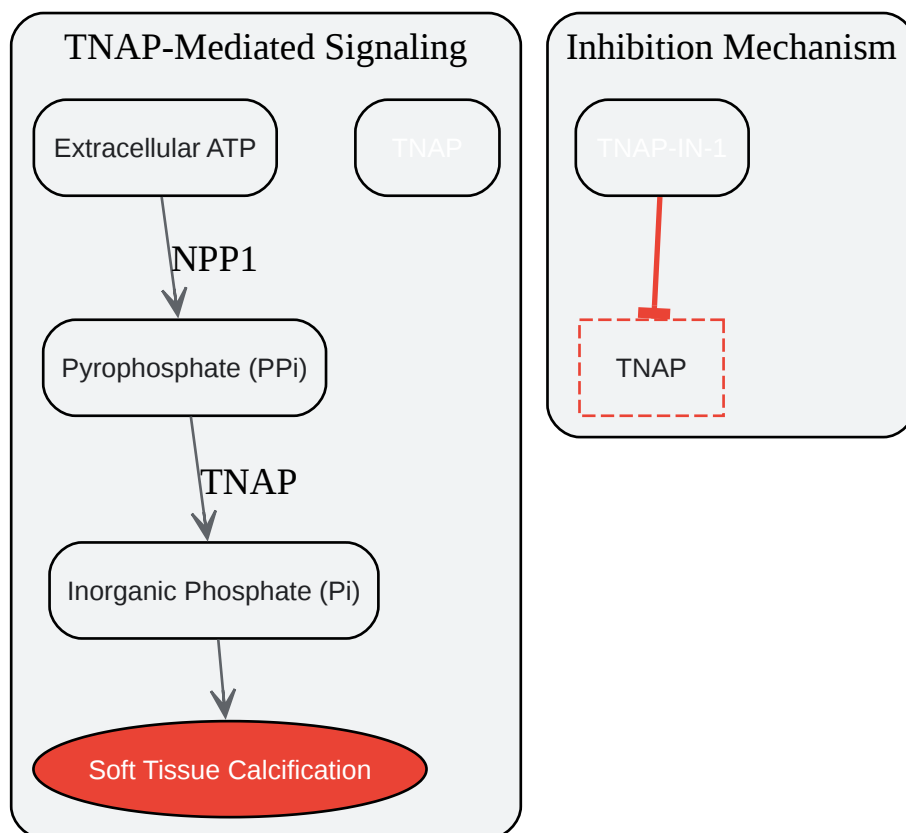 TNAP-Mediated Signaling
Extracellular ATP
TNAP
NPP1
Pyrophosphate (PPi)
TNAP
Inorganic Phosphate (Pi)
Soft Tissue Calcification
Inhibition Mechanism
TNAP-IN-1
TNAP